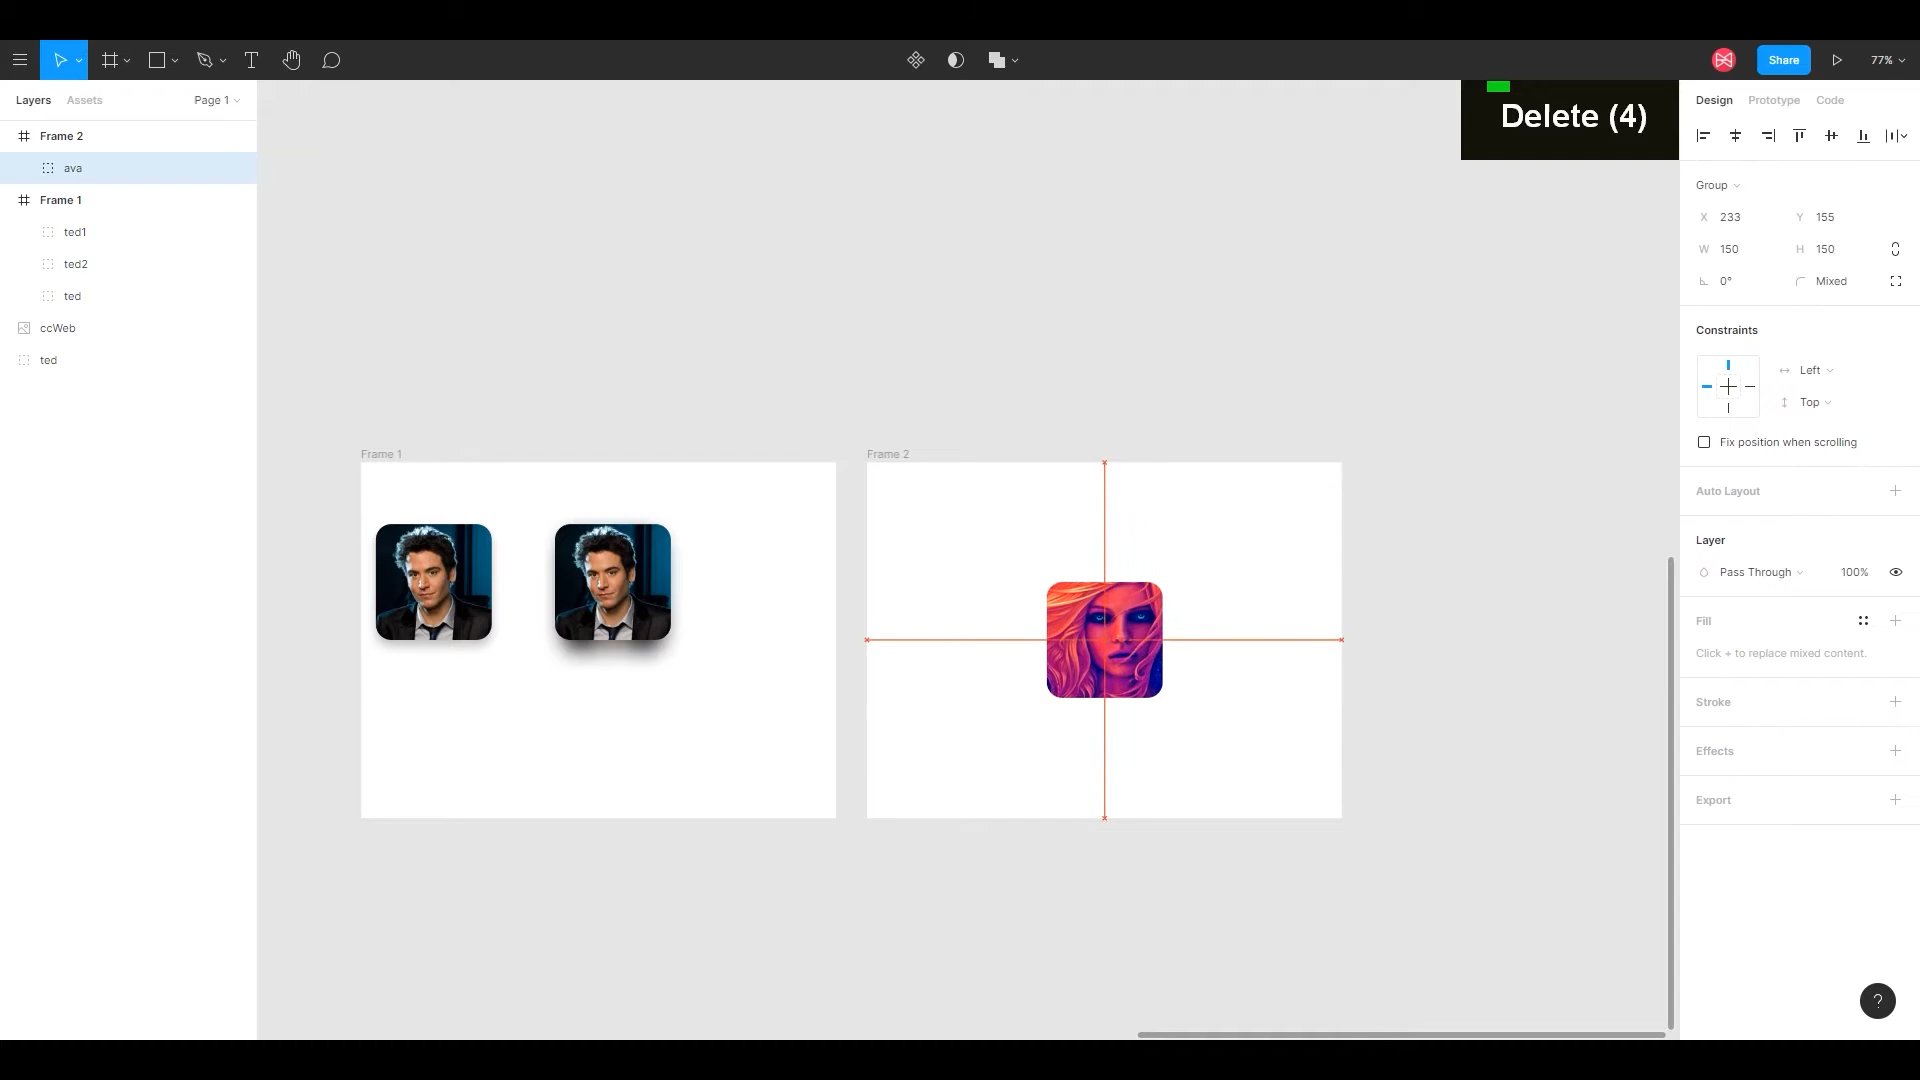 Share
77%
Layers
Assets
Page 1
Design
Prototype
Code
Delete (4)
Frame 2
ava
Frame 1
ted1
ted2
ted
ccWeb
ted
Group
X 233
Y 155
W 150
H 150
0°
Mixed
Constraints
Left
Top
Fix position when scrolling
Frame 1
Frame 2
Auto Layout
Layer
Pass Through
100%
Fill
Click + to replace mixed content.
Stroke
Effects
Export
?